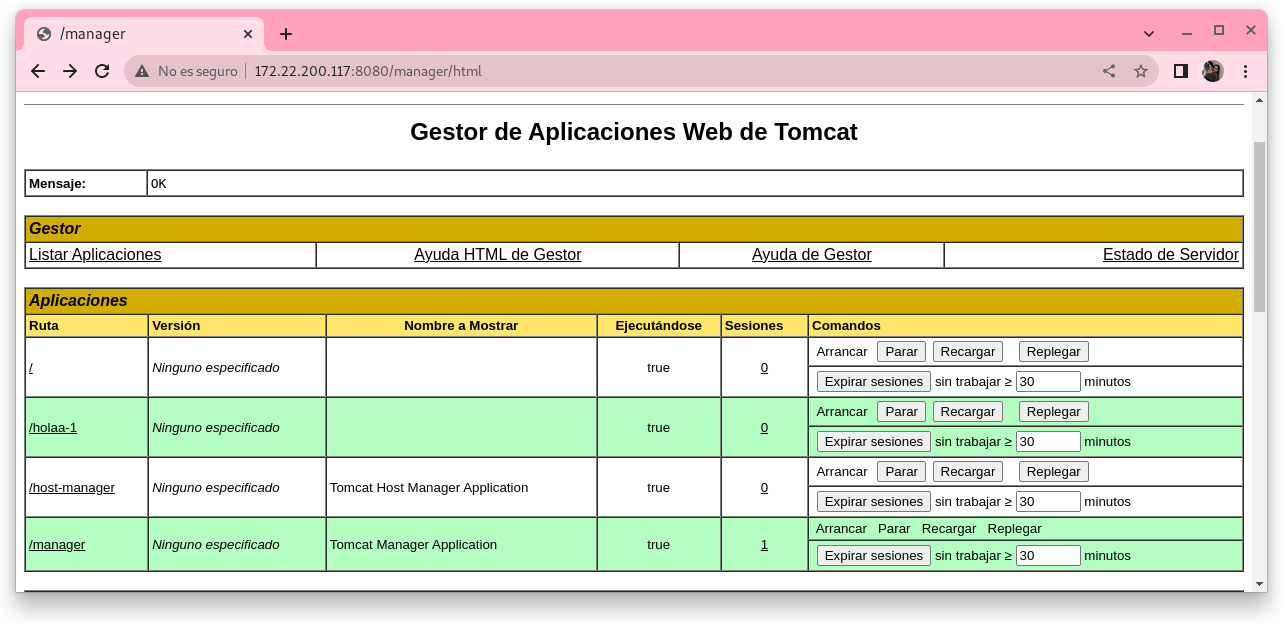 /manager
No es seguro 172.22.200.117:8080/manager/html
Gestor de Aplicaciones Web de Tomcat
Mensaje: OK
Gestor
Listar Aplicaciones Ayuda HTML de Gestor Ayuda de Gestor Estado de Servidor
Aplicaciones
Ruta Versión Nombre a Mostrar Ejecutándose Sesiones Comandos
/ Ninguno especificado true 0 Arrancar Parar Recargar Replegar
Expirar sesiones sin trabajar ≥ 30 minutos
/holaa-1 Ninguno especificado true 0 Arrancar Parar Recargar Replegar
Expirar sesiones sin trabajar ≥ 30 minutos
/host-manager Ninguno especificado Tomcat Host Manager Application true 0 Arrancar Parar Recargar Replegar
Expirar sesiones sin trabajar ≥ 30 minutos
/manager Ninguno especificado Tomcat Manager Application true 1 Arrancar Parar Recargar Replegar
Expirar sesiones sin trabajar ≥ 30 minutos